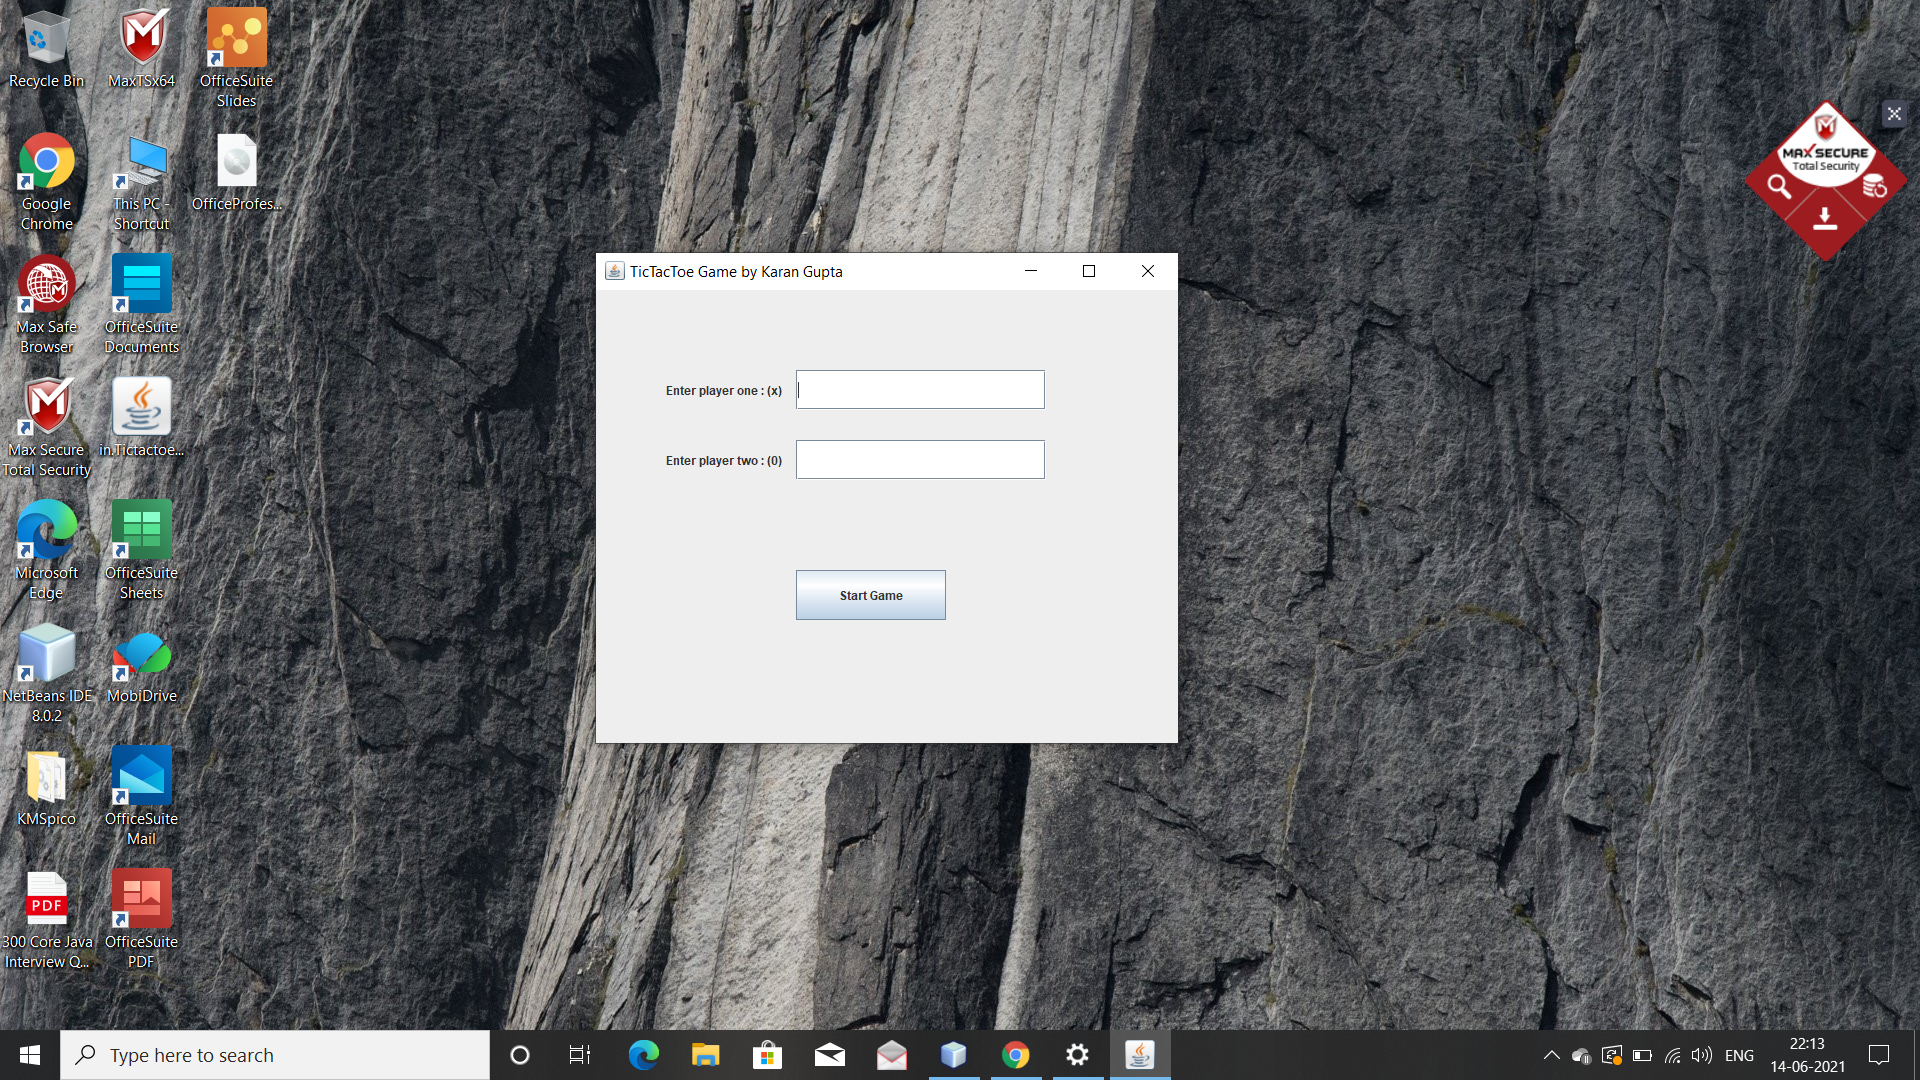 Recycle Bin
MaxTSx64
OfficeSuite
Slides
Google
Chrome
This PC -
Shortcut
OfficeProfes...
Max Safe
Browser
OfficeSuite
Documents
Max Secure
Total Security
in.Tictactoe...
Microsoft
Edge
OfficeSuite
Sheets
NetBeans IDE
8.0.2
MobiDrive
KMSpico
OfficeSuite
Mail
PDF
300 Core Java
Interview Q...
OfficeSuite
PDF
MAX SECURE
Total Security
TicTacToe Game by Karan Gupta
Enter player one : (x)
Enter player two : (0)
Start Game
Type here to search
ENG
22:13
14-06-2021